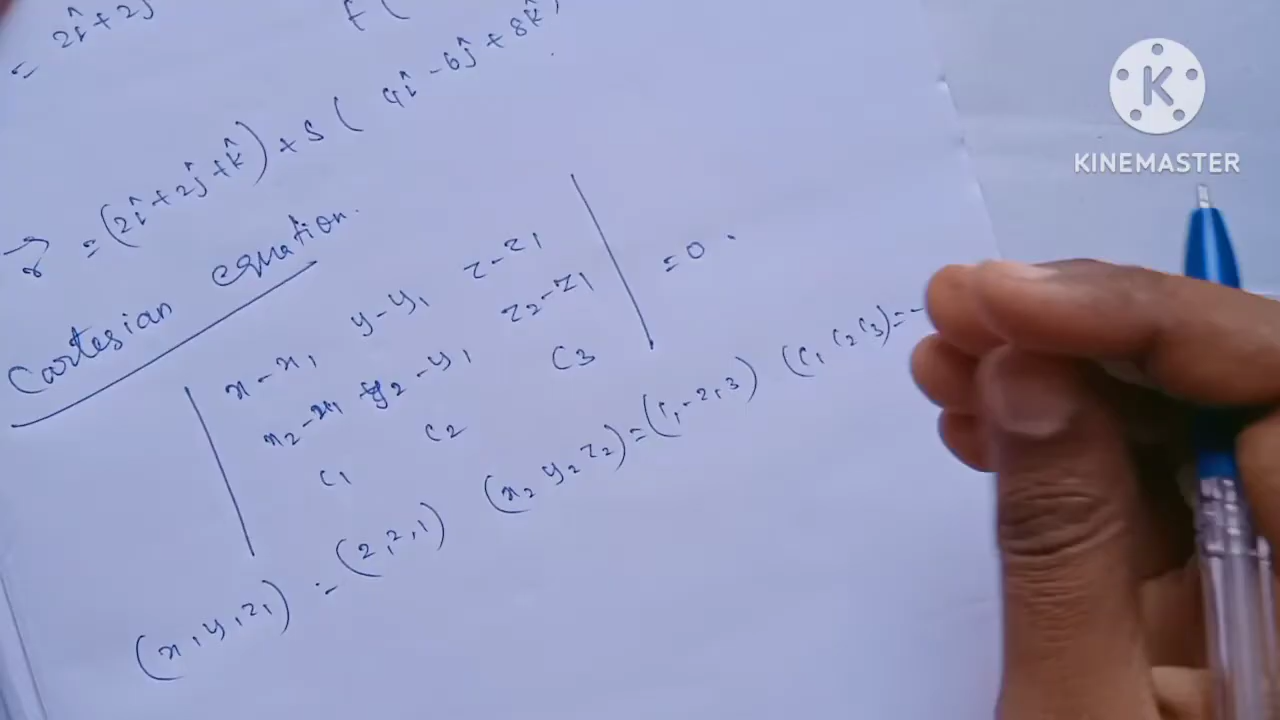 = 2î + 2ĵ
r⃗ = (2î + 2ĵ + k̂) + s( 4î - 6ĵ + 8k̂)
Cartesian equation.
| x - x₁ y - y₁ z - z₁ |
| x₂ - x₁ y₂ - y₁ z₂ - z₁ | = 0.
| c₁ c₂ c₃ |
(x₁ y₁ z₁) = (2, 2, 1) (x₂ y₂ z₂) = (1, -2, 3) (c₁ c₂ c₃) = -
KINEMASTER